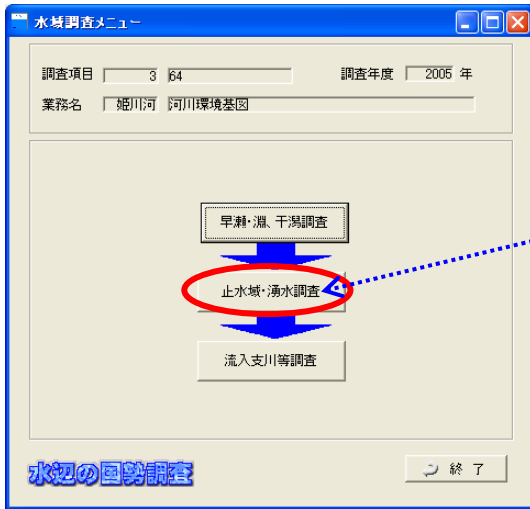 水域調査メニュー
調査項目 3 64 調査年度 2005 年
業務名 姫川河 河川環境基図
早瀬・淵、干潟調査
止水域・湧水調査
流入支川等調査
水辺の国勢調査 終 了